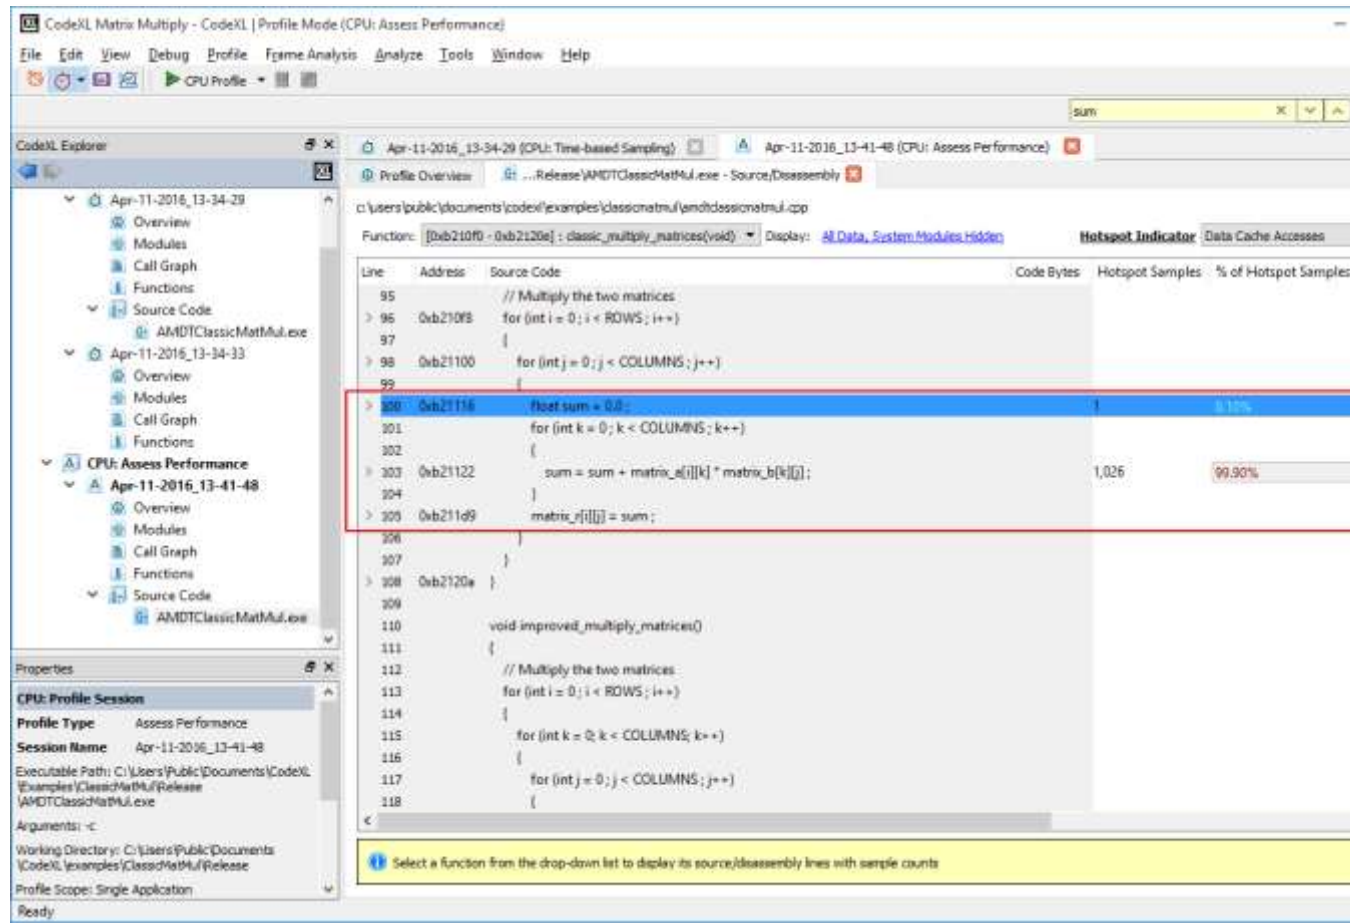 CodeXL Matrix Multiply - CodeXL | Profile Mode (CPU: Assess Performance)
File Edit View Debug Profile Frame Analysis Analyze Tools Window Help
CPU Profile
sum
CodeXL Explorer
Apr-11-2016_13-34-29 (CPU: Time-based Sampling) Apr-11-2016_13-41-48 (CPU: Assess Performance)
Profile Overview ...Release\AMDTClassicMatMul.exe - Source/Disassembly
c:\users\public\documents\codexl\examples\classicmatmul\amdtclassicmatmul.cpp
Function: [0xb210f0 - 0xb2120e] : classic_multiply_matrices(void) Display: All Data, System Modules Hidden Hotspot Indicator Data Cache Accesses
Line Address Source Code Code Bytes Hotspot Samples % of Hotspot Samples
95 // Multiply the two matrices
96 0xb210f8 for (int i = 0 ; i < ROWS ; i++)
97 {
98 0xb21100 for (int j = 0 ; j < COLUMNS ; j++)
99 {
100 0xb21116 float sum = 0.0 ; 1 0.10%
101 for (int k = 0 ; k < COLUMNS ; k++)
102 {
103 0xb21122 sum = sum + matrix_a[i][k] * matrix_b[k][j] ; 1,026 99.90%
104 }
105 0xb211d9 matrix_r[i][j] = sum ;
106 }
107 }
108 0xb2120a }
109
110 void improved_multiply_matrices()
111 {
112 // Multiply the two matrices
113 for (int i = 0 ; i < ROWS ; i++)
114 {
115 for (int k = 0; k < COLUMNS; k++)
116 {
117 for (int j = 0 ; j < COLUMNS ; j++)
118 {
Select a function from the drop-down list to display its source/disassembly lines with sample counts
Apr-11-2016_13-34-29
Overview
Modules
Call Graph
Functions
Source Code
AMDTClassicMatMul.exe
Apr-11-2016_13-34-33
Overview
Modules
Call Graph
Functions
CPU: Assess Performance
Apr-11-2016_13-41-48
Overview
Modules
Call Graph
Functions
Source Code
AMDTClassicMatMul.exe
Properties
CPU: Profile Session
Profile Type Assess Performance
Session Name Apr-11-2016_13-41-48
Executable Path: C:\Users\Public\Documents\CodeXL
\Examples\ClassicMatMul\Release
\AMDTClassicMatMul.exe
Arguments: -c
Working Directory: C:\Users\Public\Documents
\CodeXL\examples\ClassicMatMul\Release
Profile Scope: Single Application
Ready